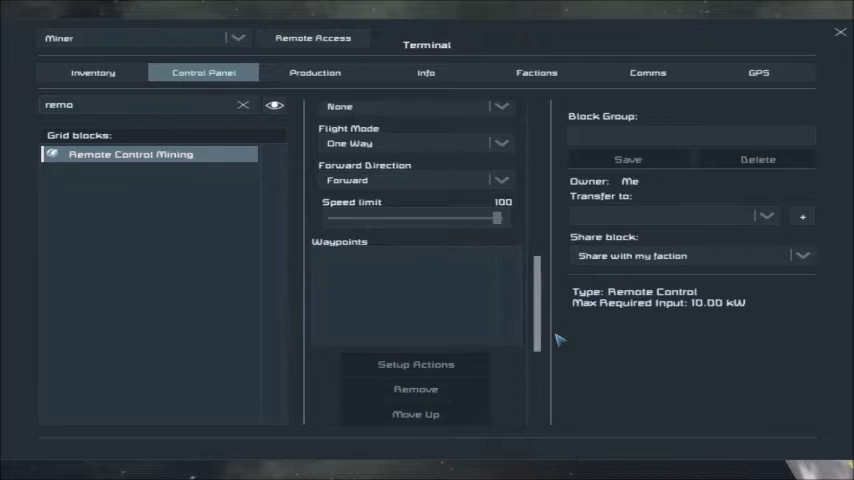 Miner
Remote Access
Terminal
Inventory
Control Panel
Production
Info
Factions
Comms
GPS
remo
Grid blocks:
Remote Control Mining
None
Flight Mode
One Way
Forward Direction
Forward
Speed limit 100
Waypoints
Setup Actions
Remove
Move Up
Block Group:
Save
Delete
Owner: Me
Transfer to:
+
Share block:
Share with my faction
Type: Remote Control
Max Required Input: 10.00 kW